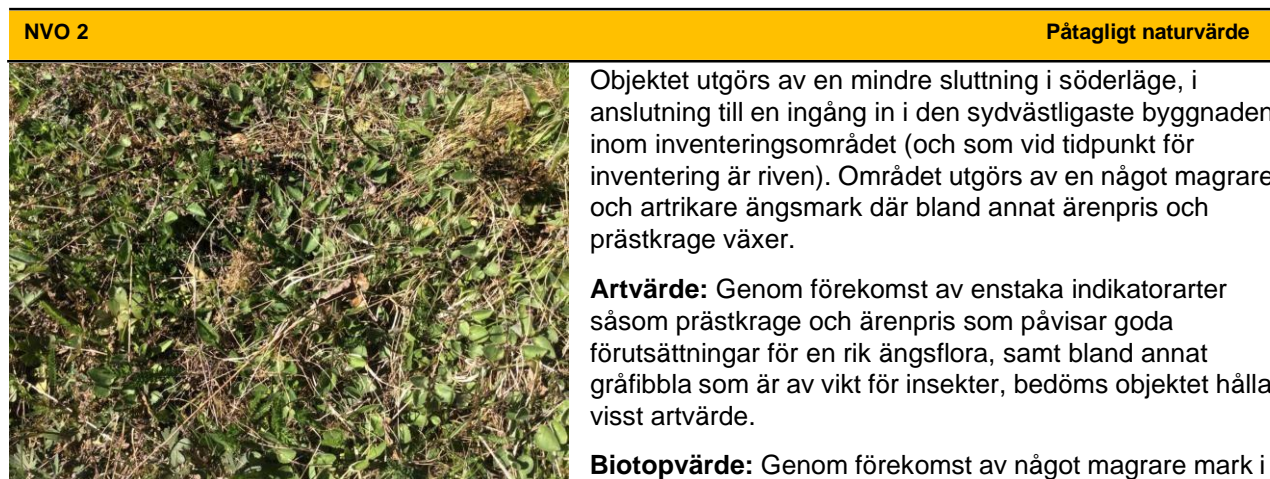 NVO 2 Påtagligt naturvärde
Objektet utgörs av en mindre sluttning i söderläge, i
anslutning till en ingång in i den sydvästligaste byggnaden
inom inventeringsområdet (och som vid tidpunkt för
inventering är riven). Området utgörs av en något magrare
och artrikare ängsmark där bland annat ärenpris och
prästkrage växer.
Artvärde: Genom förekomst av enstaka indikatorarter
såsom prästkrage och ärenpris som påvisar goda
förutsättningar för en rik ängsflora, samt bland annat
gråfibbla som är av vikt för insekter, bedöms objektet hålla
visst artvärde.
Biotopvärde: Genom förekomst av något magrare mark i